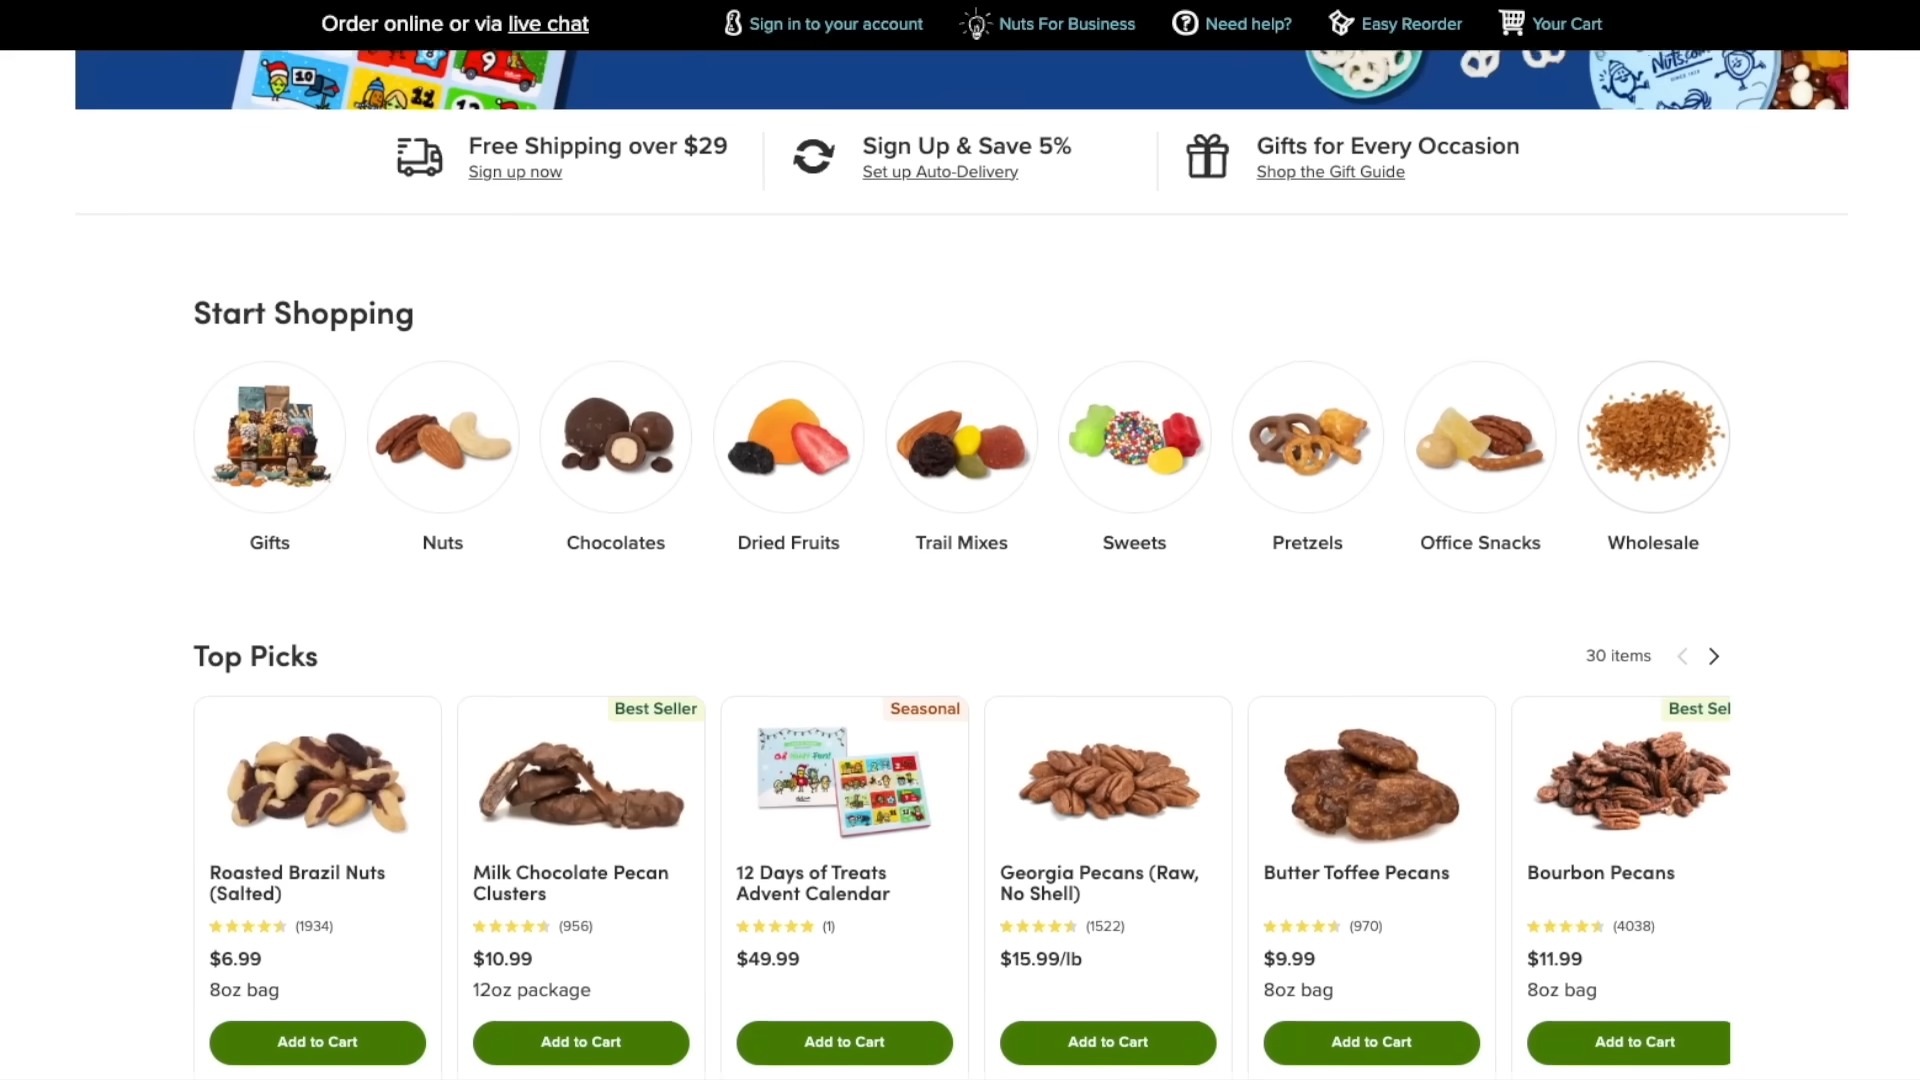 Order online or via live chat
Sign in to your account
Nuts For Business
Need help?
Easy Reorder
Your Cart
10
9
11
12
Nuts.com
Free Shipping over $29
Sign up now
Sign Up & Save 5%
Set up Auto-Delivery
Gifts for Every Occasion
Shop the Gift Guide
Start Shopping
Gifts
Nuts
Chocolates
Dried Fruits
Trail Mixes
Sweets
Pretzels
Office Snacks
Wholesale
Top Picks
30 items
Roasted Brazil Nuts
(Salted)
(1934)
$6.99
8oz bag
Add to Cart
Best Seller
Milk Chocolate Pecan
Clusters
(956)
$10.99
12oz package
Add to Cart
Seasonal
12 Days of Treats
Advent Calendar
(1)
$49.99
Add to Cart
Georgia Pecans (Raw,
No Shell)
(1522)
$15.99/lb
Add to Cart
Butter Toffee Pecans
(970)
$9.99
8oz bag
Add to Cart
Best Sel
Bourbon Pecans
(4038)
$11.99
8oz bag
Add to Cart